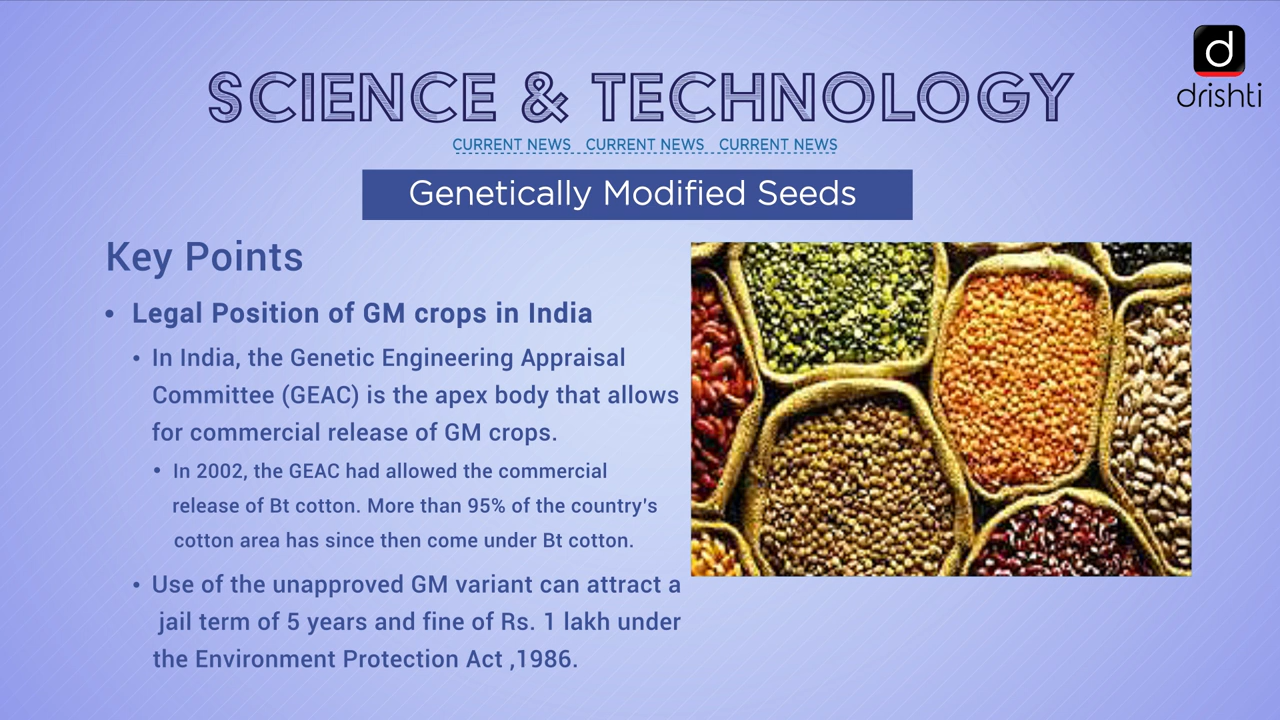 d
drishti
SCIENCE & TECHNOLOGY
CURRENT NEWS CURRENT NEWS CURRENT NEWS
Genetically Modified Seeds
Key Points
• Legal Position of GM crops in India
• In India, the Genetic Engineering Appraisal
Committee (GEAC) is the apex body that allows
for commercial release of GM crops.
• In 2002, the GEAC had allowed the commercial
release of Bt cotton. More than 95% of the country's
cotton area has since then come under Bt cotton.
• Use of the unapproved GM variant can attract a
jail term of 5 years and fine of Rs. 1 lakh under
the Environment Protection Act ,1986.